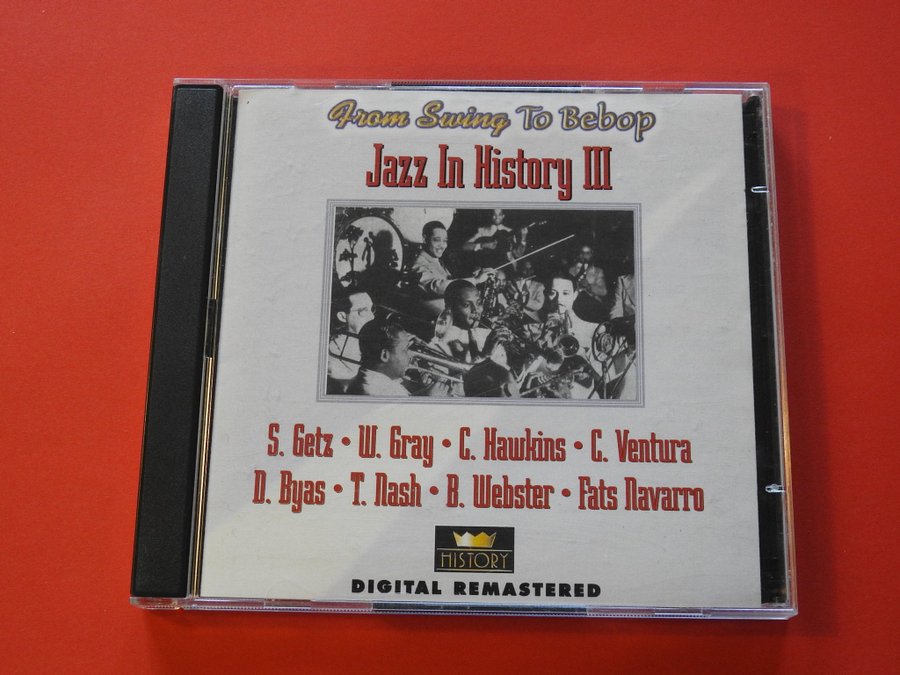 From Swing To Bebop
Jazz In History III
S. Getz • W. Gray • C. Hawkins • C. Ventura
D. Byas • T. Nash • B. Webster • Fats Navarro
HISTORY
DIGITAL REMASTERED